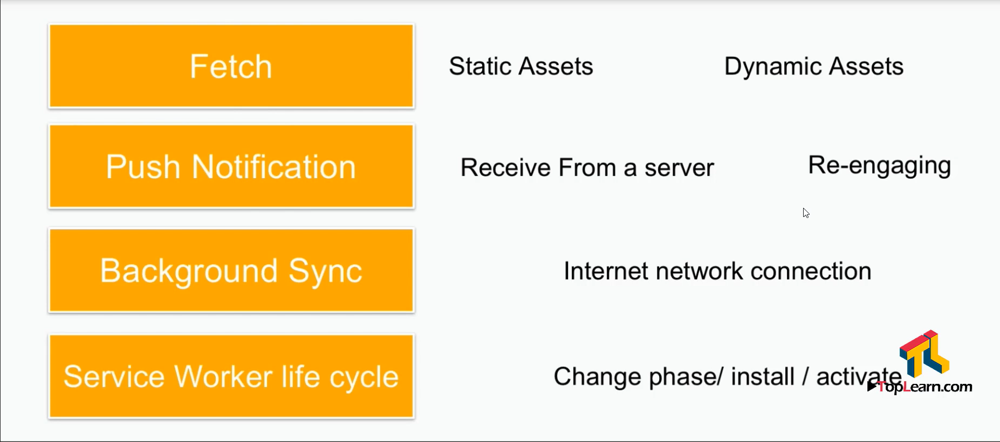 Fetch
Static Assets
Dynamic Assets
Push Notification
Receive From a server
Re-engaging
Background Sync
Internet network connection
Service Worker life cycle
Change phase/ install / activate
TopLearn.com